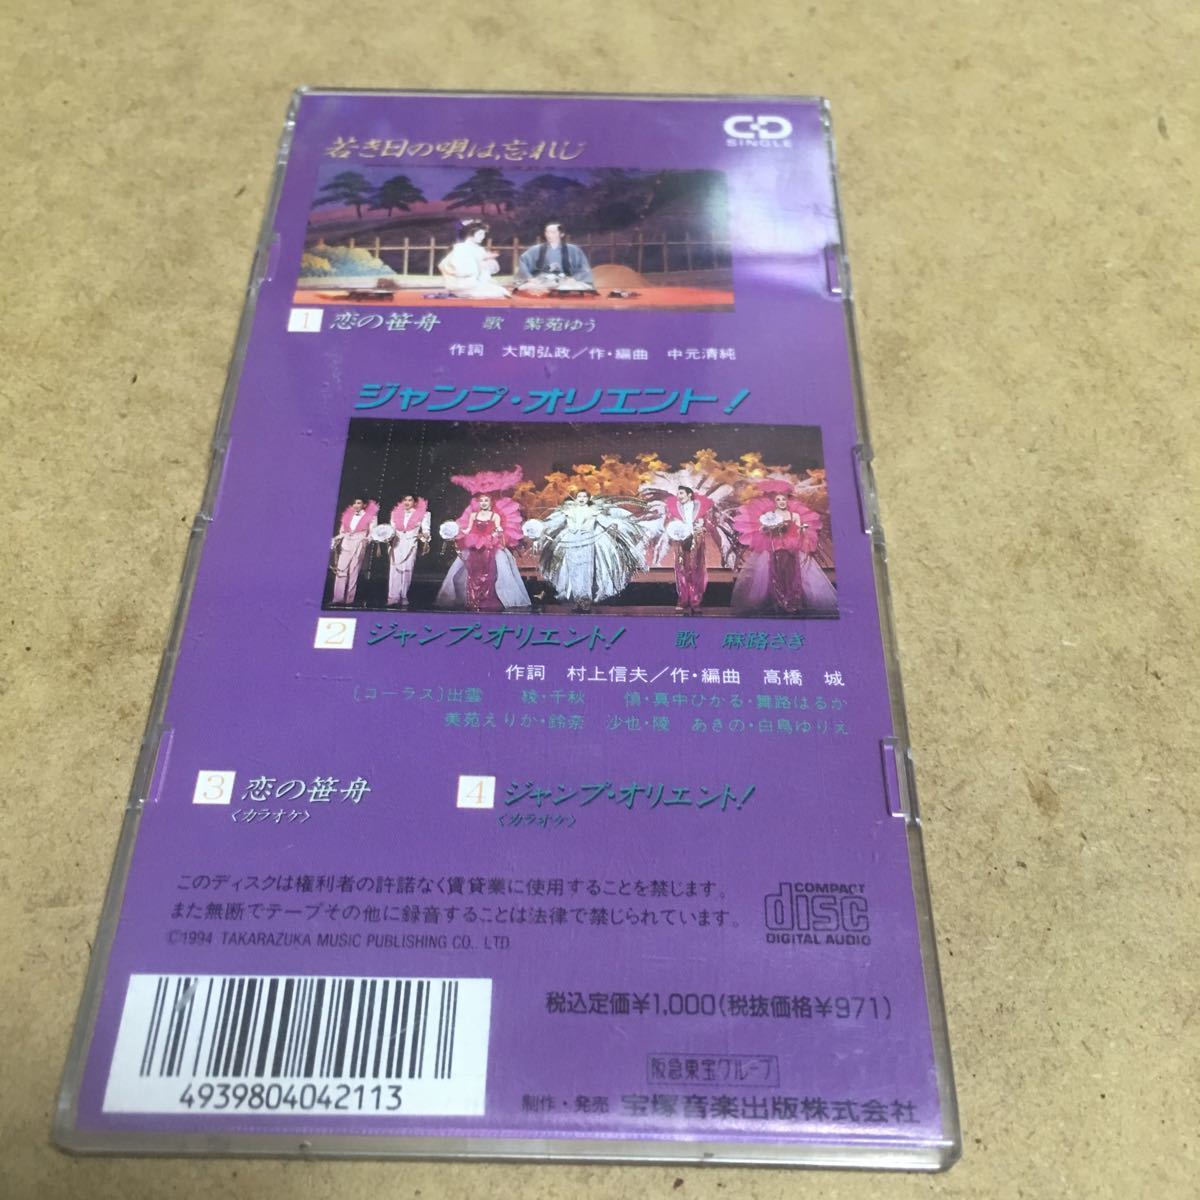 CD
SINGLE
若き日の唄は忘れじ
1 恋の笹舟 歌 紫苑ゆう
作詞 大関弘政／作・編曲 中元清純
ジャンプ・オリエント！
2 ジャンプ・オリエント！ 歌 麻路さき
作詞 村上信夫／作・編曲 高橋 城
〔コーラス〕出雲 綾・千秋 慎・真中ひかる・舞路はるか
美苑えりか・鈴奈 沙也・陵 あきの・白鳥ゆりえ
3 恋の笹舟
〈カラオケ〉
4 ジャンプ・オリエント！
〈カラオケ〉
このディスクは権利者の許諾なく賃貸業に使用することを禁じます。
また無断でテープその他に録音することは法律で禁じられています。
©1994 TAKARAZUKA MUSIC PUBLISHING CO., LTD
COMPACT
disc
DIGITAL AUDIO
税込定価¥1,000(税抜価格¥971)
4939804042113
阪急東宝グループ
制作・発売 宝塚音楽出版株式会社